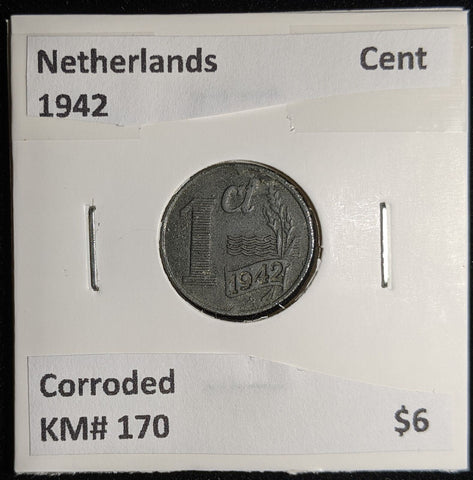 Netherlands Cent
1942
1 ct
1942
Corroded
KM# 170 $6